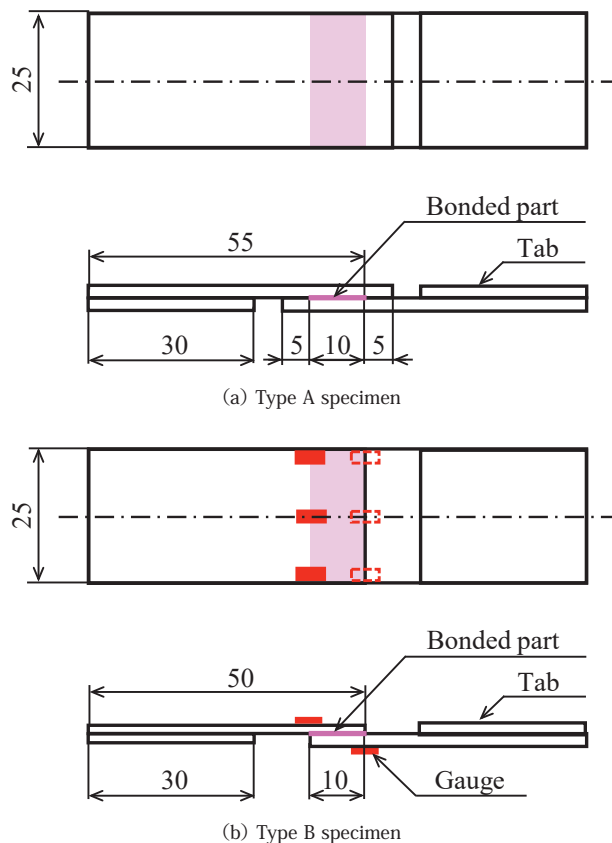 25
Bonded part
55
Tab
30
5
10
5
(a) Type A specimen
25
Bonded part
50
Tab
30
10
Gauge
(b) Type B specimen